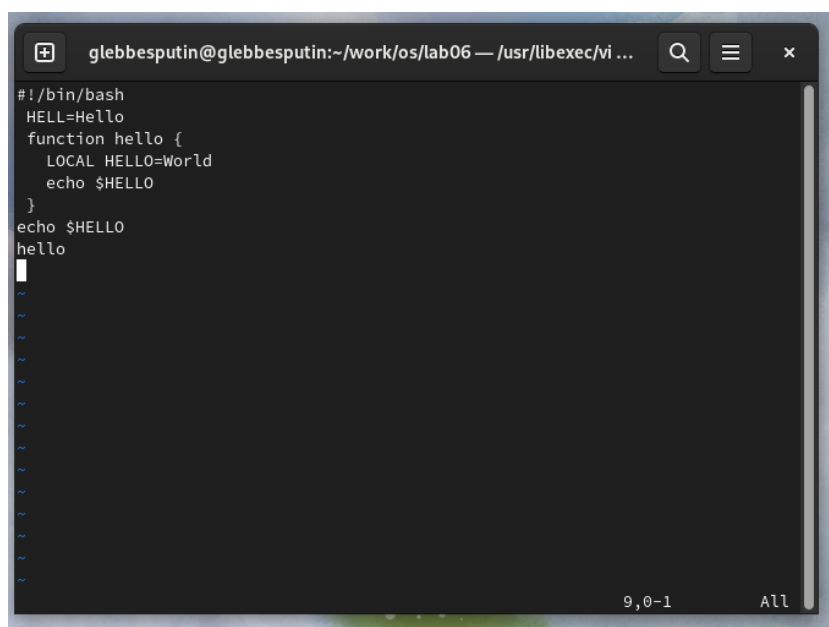 glebbesputin@glebbesputin:~/work/os/lab06 — /usr/libexec/vi ...
#!/bin/bash
 HELL=Hello
 function hello {
   LOCAL HELLO=World
   echo $HELLO
 }
echo $HELLO
hello
~
~
~
~
~
~
~
~
~
~
~
~
~
~
9,0-1 All